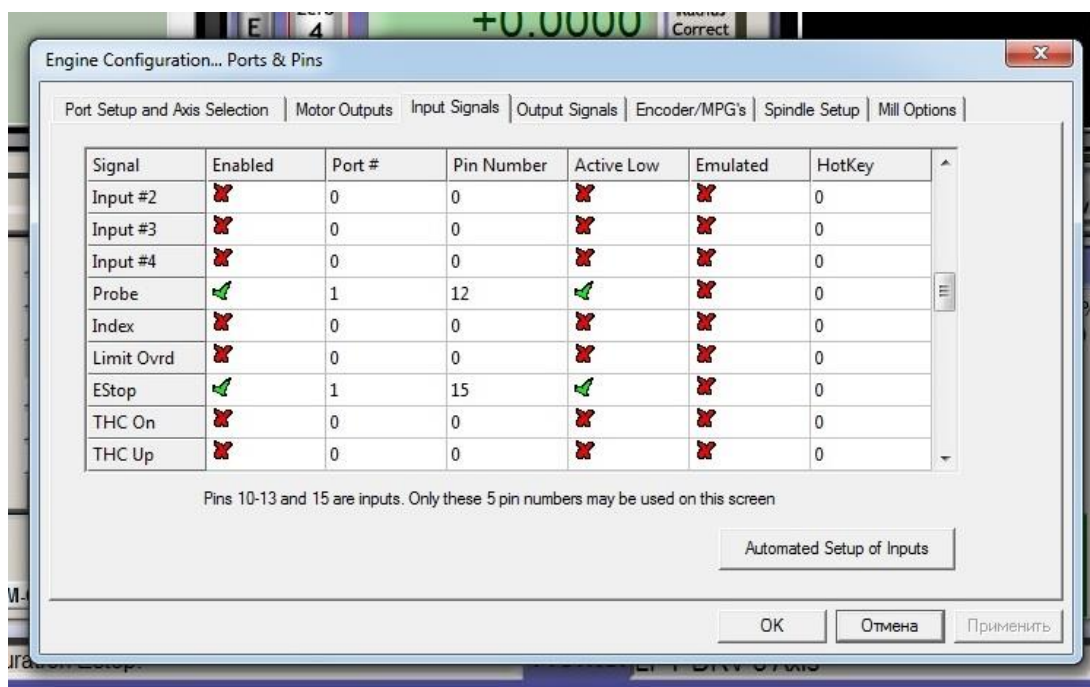 E
4
+0.0000
Correct
Engine Configuration... Ports & Pins
Port Setup and Axis Selection Motor Outputs Input Signals Output Signals Encoder/MPG's Spindle Setup Mill Options
Signal Enabled Port # Pin Number Active Low Emulated HotKey
Input #2 0 0 0
Input #3 0 0 0
Input #4 0 0 0
Probe 1 12 0
Index 0 0 0
Limit Ovrd 0 0 0
EStop 1 15 0
THC On 0 0 0
THC Up 0 0 0
Pins 10-13 and 15 are inputs. Only these 5 pin numbers may be used on this screen
Automated Setup of Inputs
OK Отмена Применить